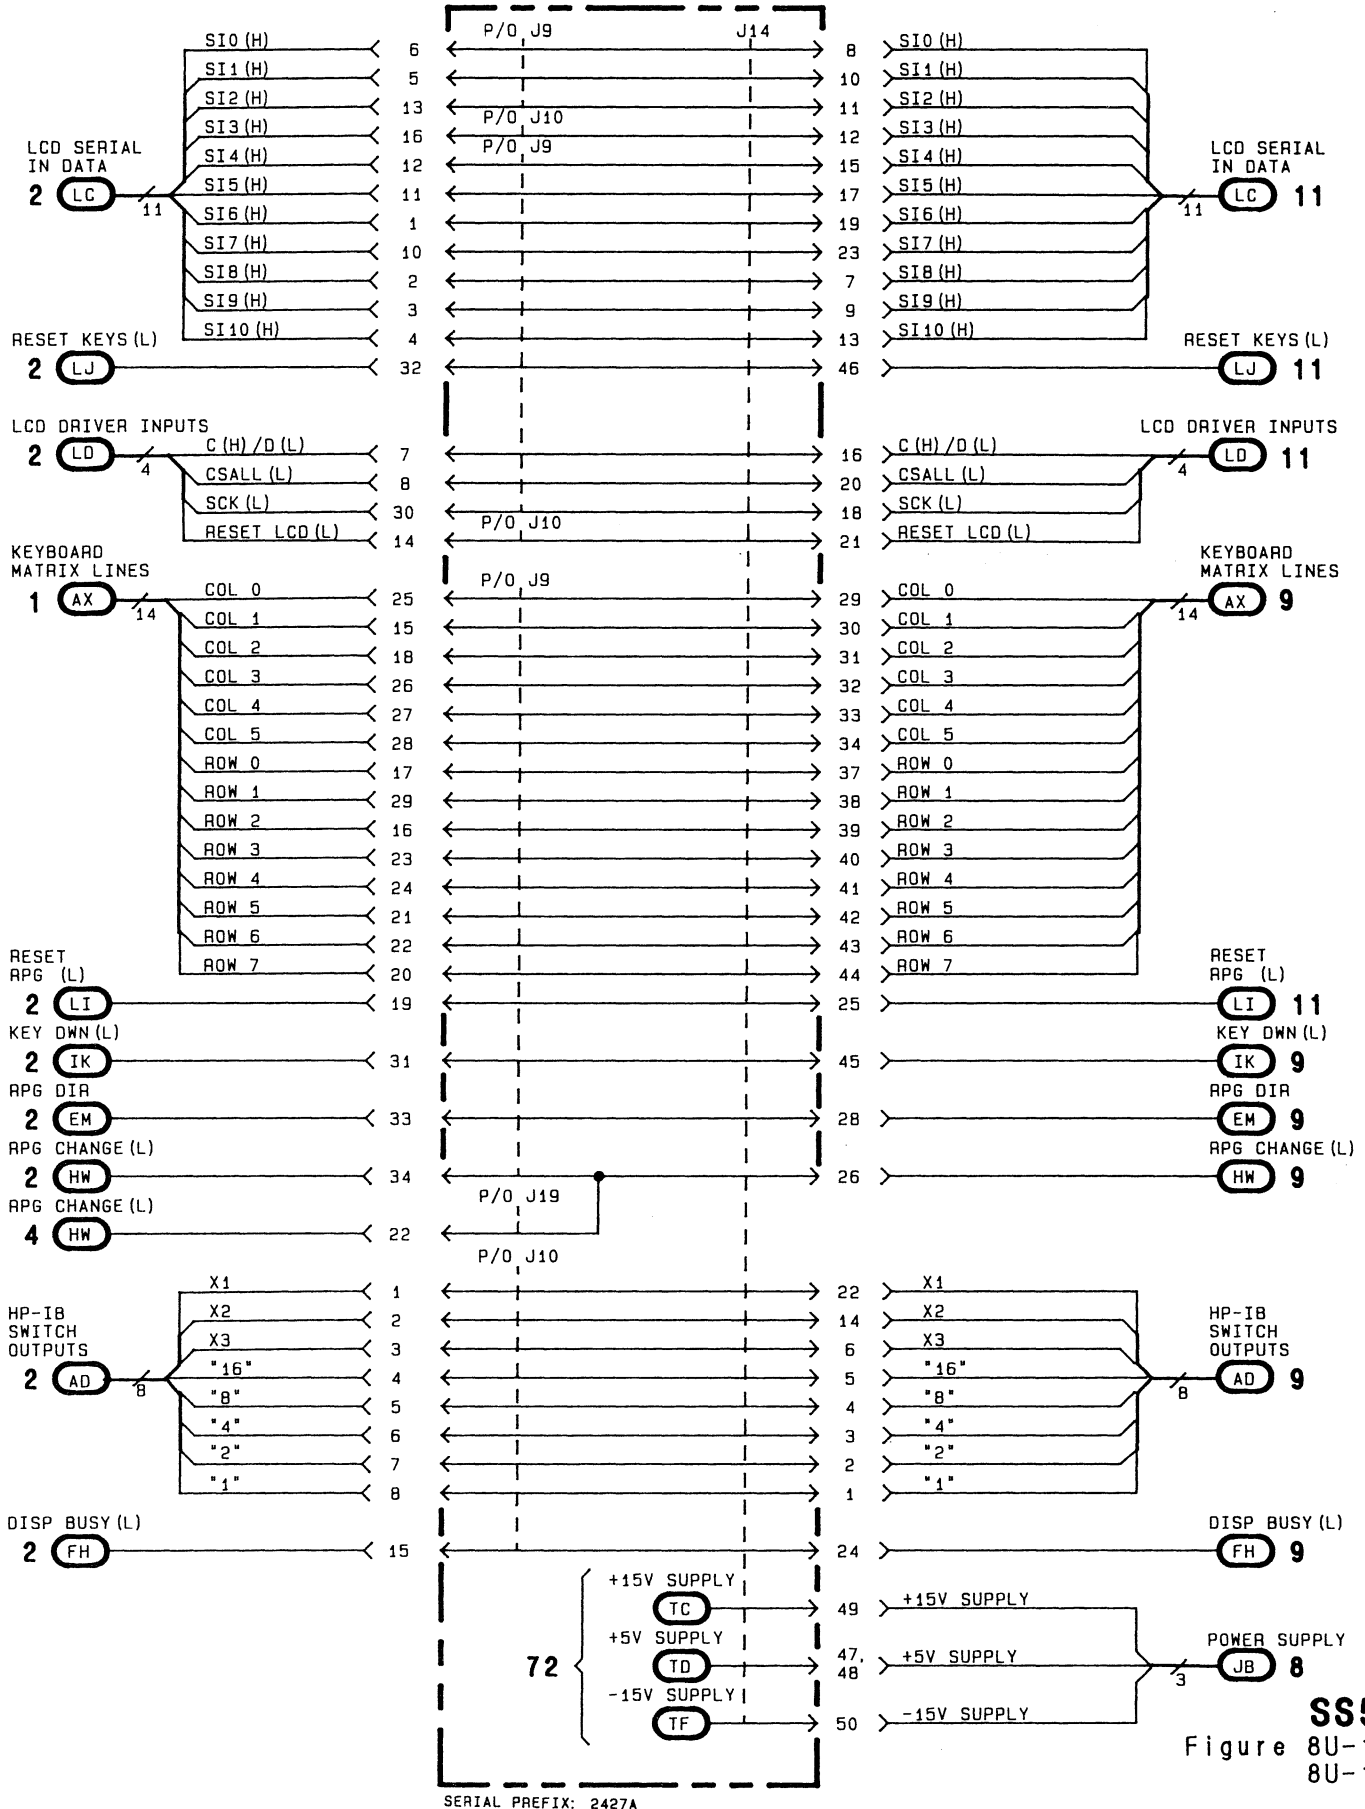 P/O J9 J14
SI0(H) 6 8 SI0(H)
SI1(H) 5 10 SI1(H)
SI2(H) 13 11 SI2(H)
P/O J10
SI3(H) 16 12 SI3(H)
P/O J9
LCD SERIAL
IN DATA
2 LC 11
SI4(H) 12 15 SI4(H)
SI5(H) 11 17 SI5(H)
LCD SERIAL
IN DATA
11 LC 11
SI6(H) 1 19 SI6(H)
SI7(H) 10 23 SI7(H)
SI8(H) 2 7 SI8(H)
SI9(H) 3 9 SI9(H)
SI10(H) 4 13 SI10(H)
RESET KEYS(L) RESET KEYS(L)
2 LJ 32 46 LJ 11
LCD DRIVER INPUTS LCD DRIVER INPUTS
2 LD 4 C(H)/D(L) 7 16 C(H)/D(L) 4 LD 11
CSALL(L) 8 20 CSALL(L)
SCK(L) 30 18 SCK(L)
P/O J10
RESET LCD(L) 14 21 RESET LCD(L)
KEYBOARD
MATRIX LINES
KEYBOARD
MATRIX LINES
P/O J9
1 AX 14 COL 0 25 29 COL 0 14 AX 9
COL 1 15 30 COL 1
COL 2 18 31 COL 2
COL 3 26 32 COL 3
COL 4 27 33 COL 4
COL 5 28 34 COL 5
ROW 0 17 37 ROW 0
ROW 1 29 38 ROW 1
ROW 2 16 39 ROW 2
ROW 3 23 40 ROW 3
ROW 4 24 41 ROW 4
ROW 5 21 42 ROW 5
ROW 6 22 43 ROW 6
ROW 7 20 44 ROW 7
RESET
RPG (L)
RESET
RPG (L)
2 LI 19 25 LI 11
KEY DWN(L) KEY DWN(L)
2 IK 31 45 IK 9
RPG DIR RPG DIR
2 EM 33 28 EM 9
RPG CHANGE(L) RPG CHANGE(L)
2 HW 34 26 HW 9
P/O J19
RPG CHANGE(L)
4 HW 22
P/O J10
X1 1 22 X1
HP-IB
SWITCH
OUTPUTS
HP-IB
SWITCH
OUTPUTS
X2 2 14 X2
X3 3 6 X3
2 AD 8 "16" 4 5 "16" 8 AD 9
"8" 5 4 "8"
"4" 6 3 "4"
"2" 7 2 "2"
"1" 8 1 "1"
DISP BUSY(L) DISP BUSY(L)
2 FH 15 24 FH 9
+15V SUPPLY
TC 49 +15V SUPPLY
+5V SUPPLY POWER SUPPLY
72 TD 47, 48 +5V SUPPLY 3 JB 8
-15V SUPPLY
TF 50 -15V SUPPLY
Figure 8U-
8U-
SERIAL PREFIX: 2427A